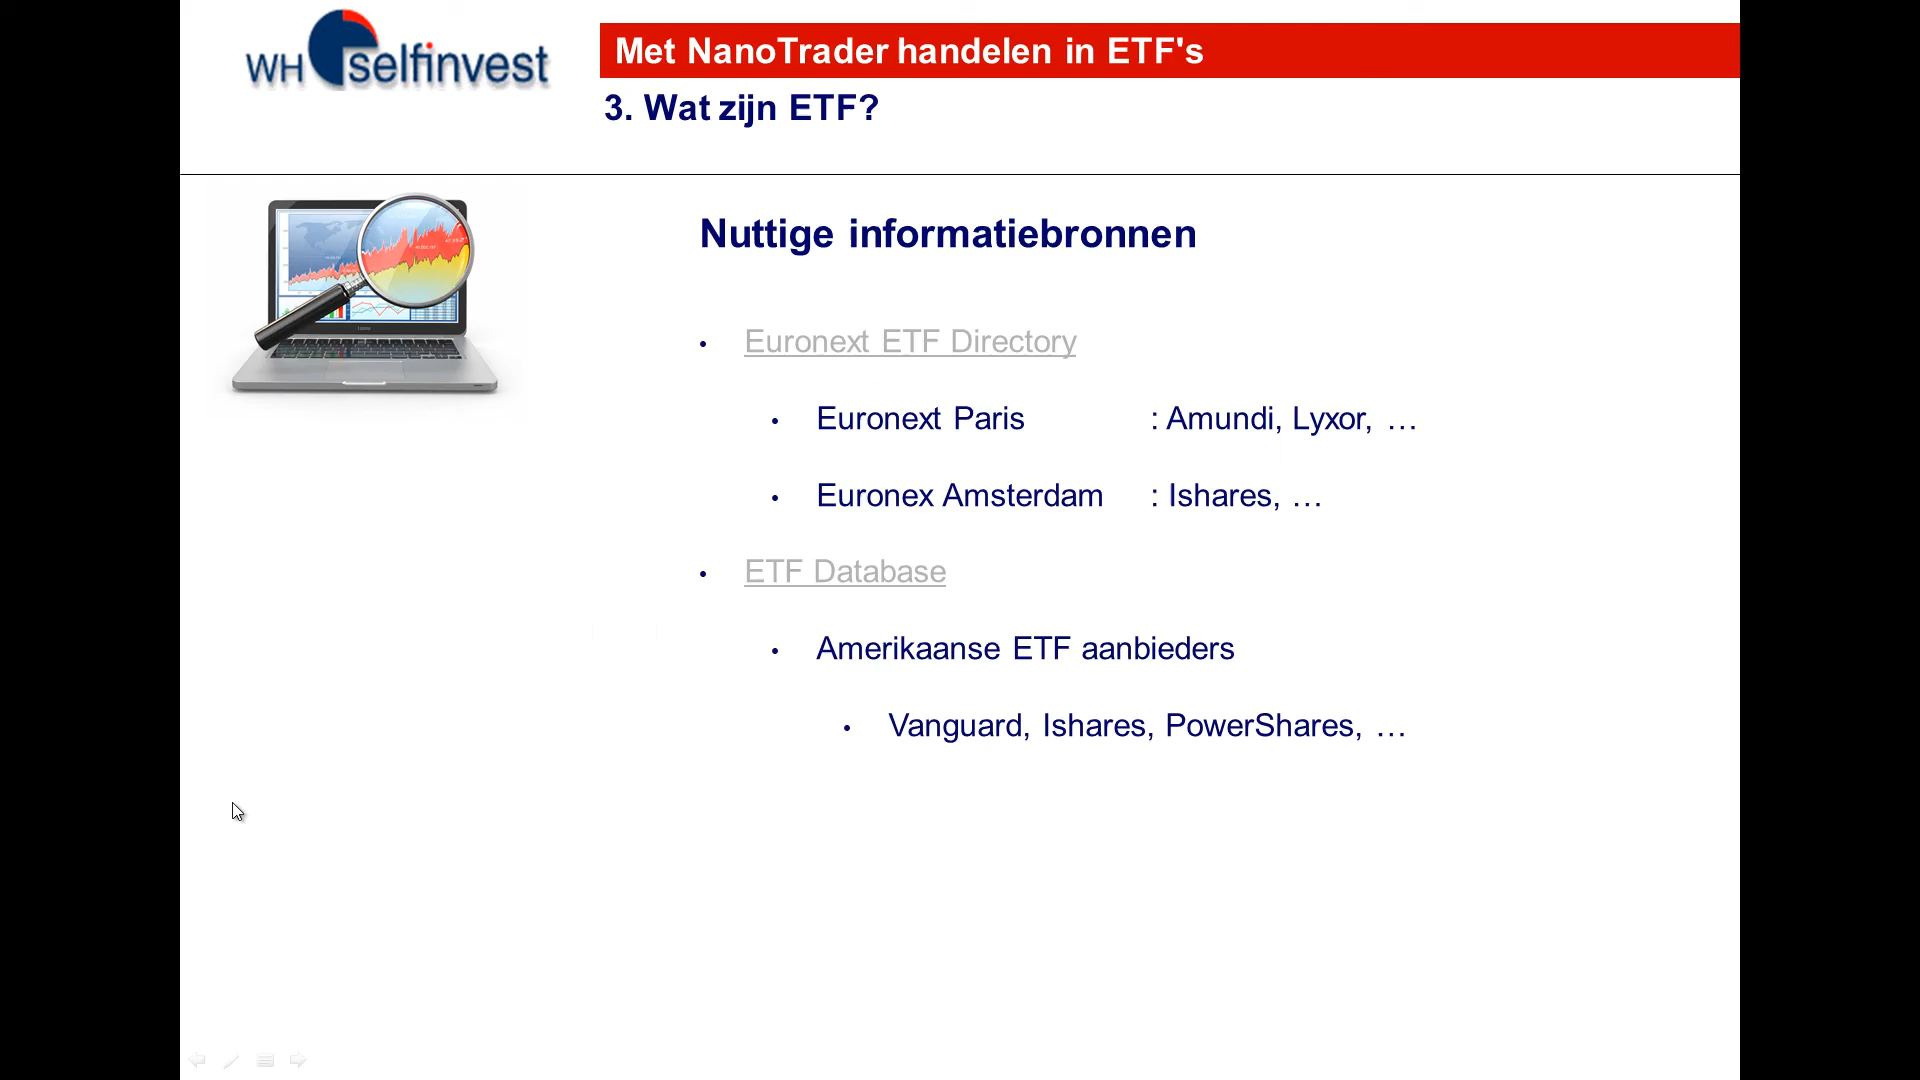 WH selfinvest
Met NanoTrader handelen in ETF's
3. Wat zijn ETF?
Nuttige informatiebronnen
• Euronext ETF Directory
• Euronext Paris : Amundi, Lyxor, …
• Euronex Amsterdam : Ishares, …
• ETF Database
• Amerikaanse ETF aanbieders
• Vanguard, Ishares, PowerShares, …